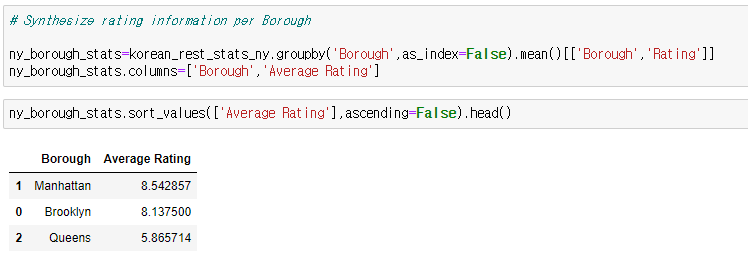 # Synthesize rating information per Borough
ny_borough_stats=korean_rest_stats_ny.groupby('Borough',as_index=False).mean()[['Borough','Rating']]
ny_borough_stats.columns=['Borough','Average Rating']
ny_borough_stats.sort_values(['Average Rating'],ascending=False).head()
Borough Average Rating
1 Manhattan 8.542857
0 Brooklyn 8.137500
2 Queens 5.865714